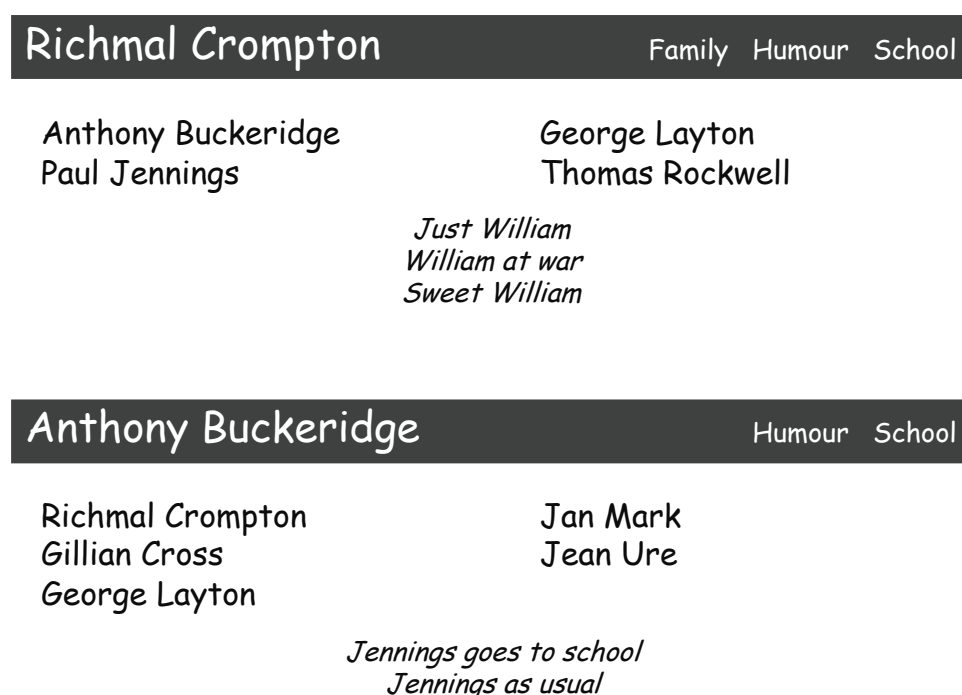 Richmal Crompton Family Humour School
Anthony Buckeridge George Layton
Paul Jennings Thomas Rockwell
Just William
William at war
Sweet William
Anthony Buckeridge Humour School
Richmal Crompton Jan Mark
Gillian Cross Jean Ure
George Layton
Jennings goes to school
Jennings as usual